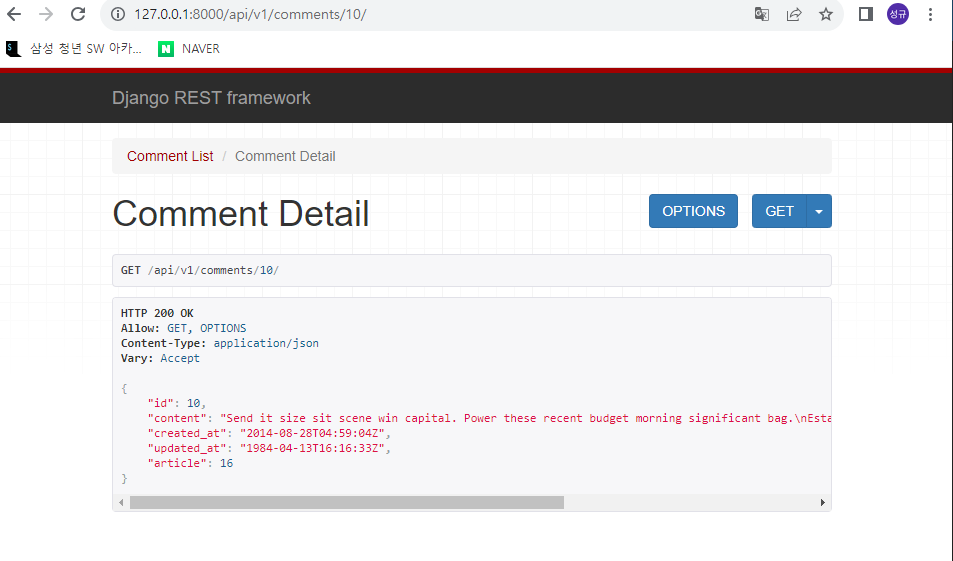 127.0.0.1:8000/api/v1/comments/10/
성규
삼성 청년 SW 아카...
N NAVER
Django REST framework
Comment List / Comment Detail
Comment Detail
OPTIONS GET
GET /api/v1/comments/10/
HTTP 200 OK
Allow: GET, OPTIONS
Content-Type: application/json
Vary: Accept
{
"id": 10,
"content": "Send it size sit scene win capital. Power these recent budget morning significant bag.\nEsta
"created_at": "2014-08-28T04:59:04Z",
"updated_at": "1984-04-13T16:16:33Z",
"article": 16
}